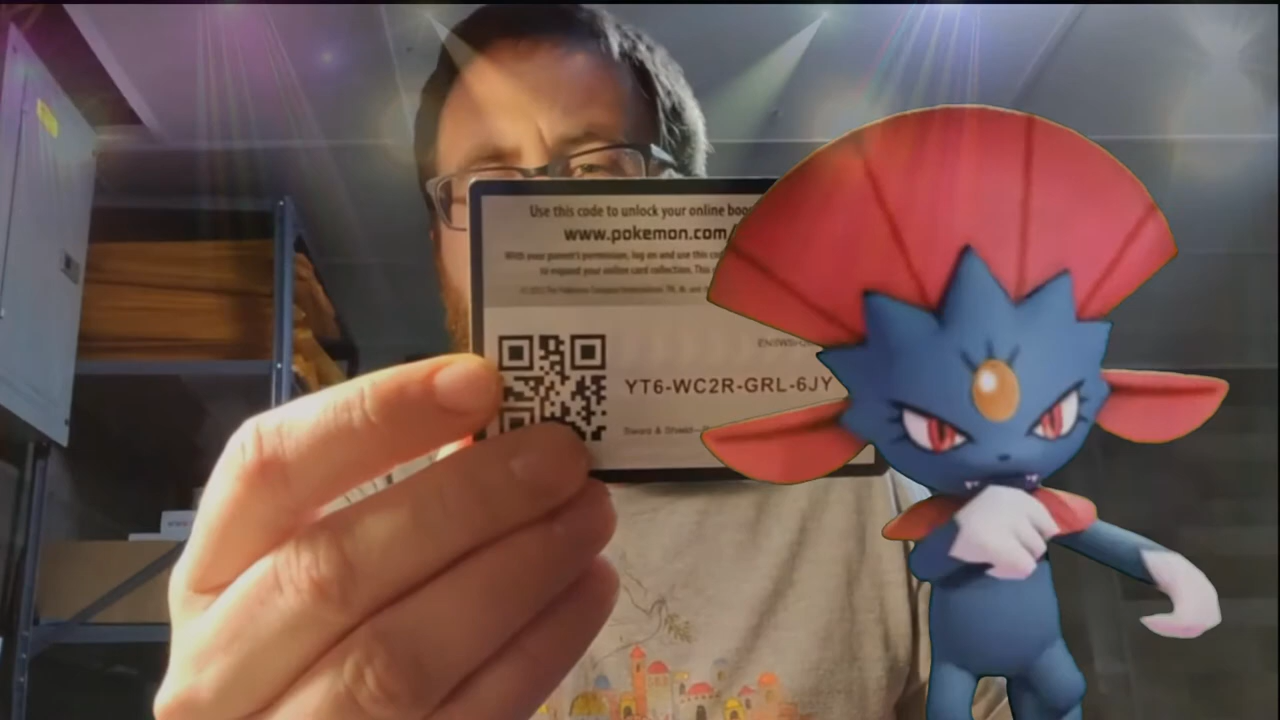 Use this code to unlock your online
www.pokemon.com/
With your parent's permission, log on and use this
to expand your online card collection. This
YT6-WC2R-GRL-6JY
Sword & Shield—